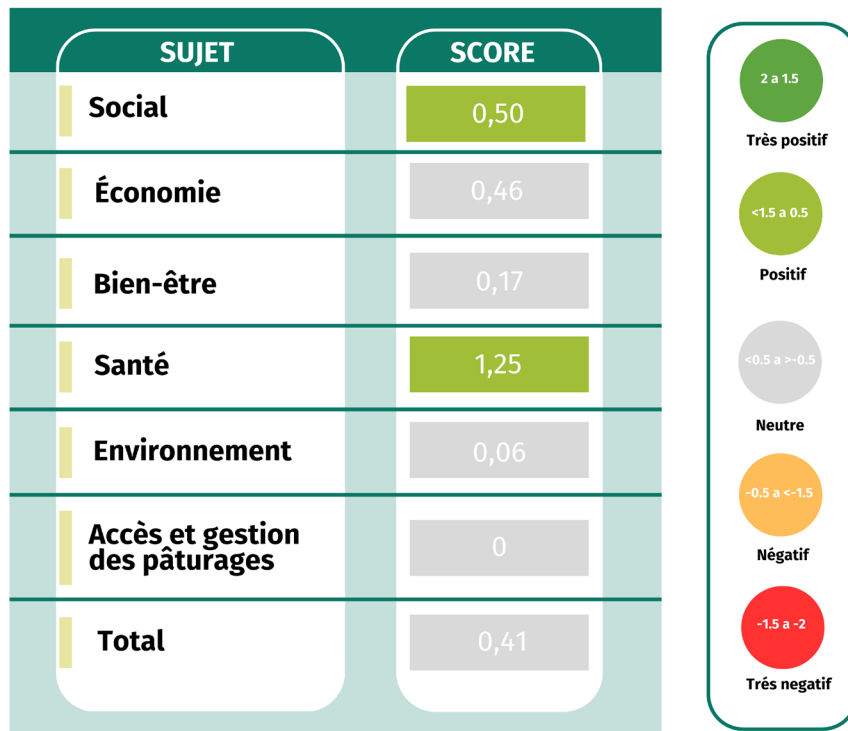 SUJET SCORE
Social 0,50
Économie 0,46
Bien-être 0,17
Santé 1,25
Environnement 0,06
Accès et gestion
des pâturages 0
Total 0,41
2 a 1.5
Très positif
<1.5 a 0.5
Positif
<0.5 a >-0.5
Neutre
-0.5 a <-1.5
Négatif
-1.5 a -2
Trés negatif